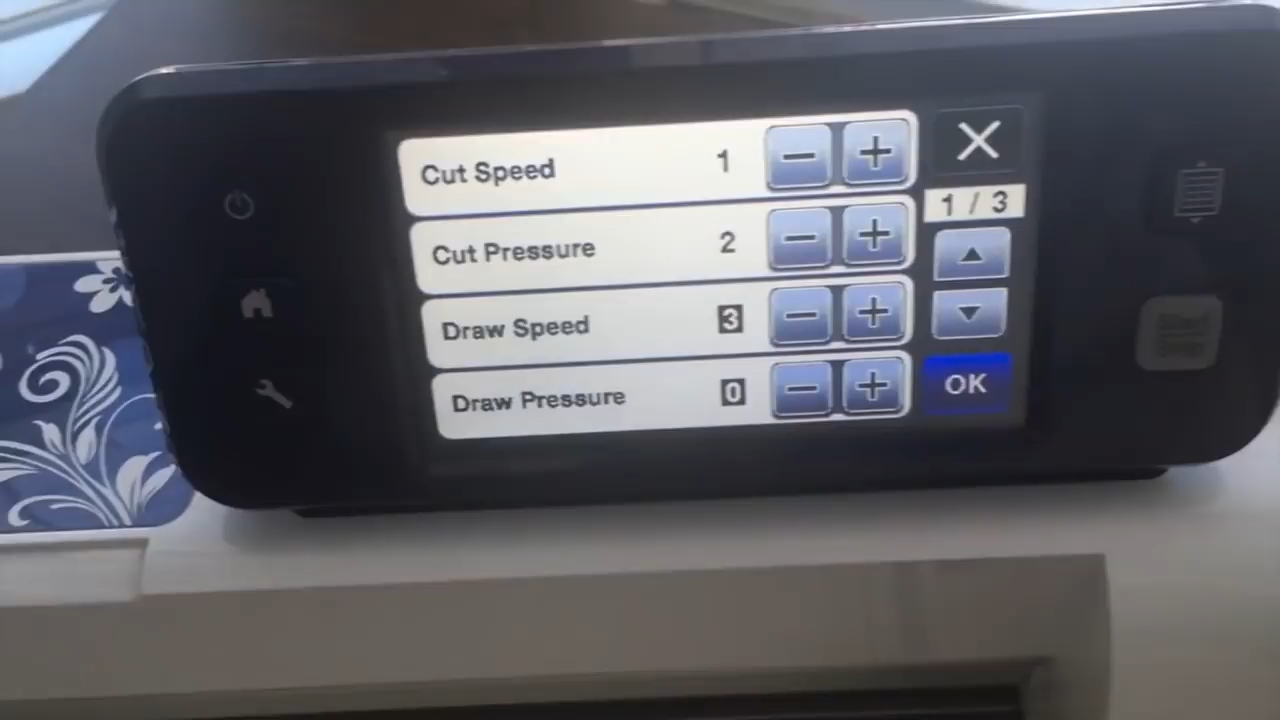 Cut Speed 1 − +
Cut Pressure 2 − +
Draw Speed 3 − +
Draw Pressure 0 − +
1 / 3
OK